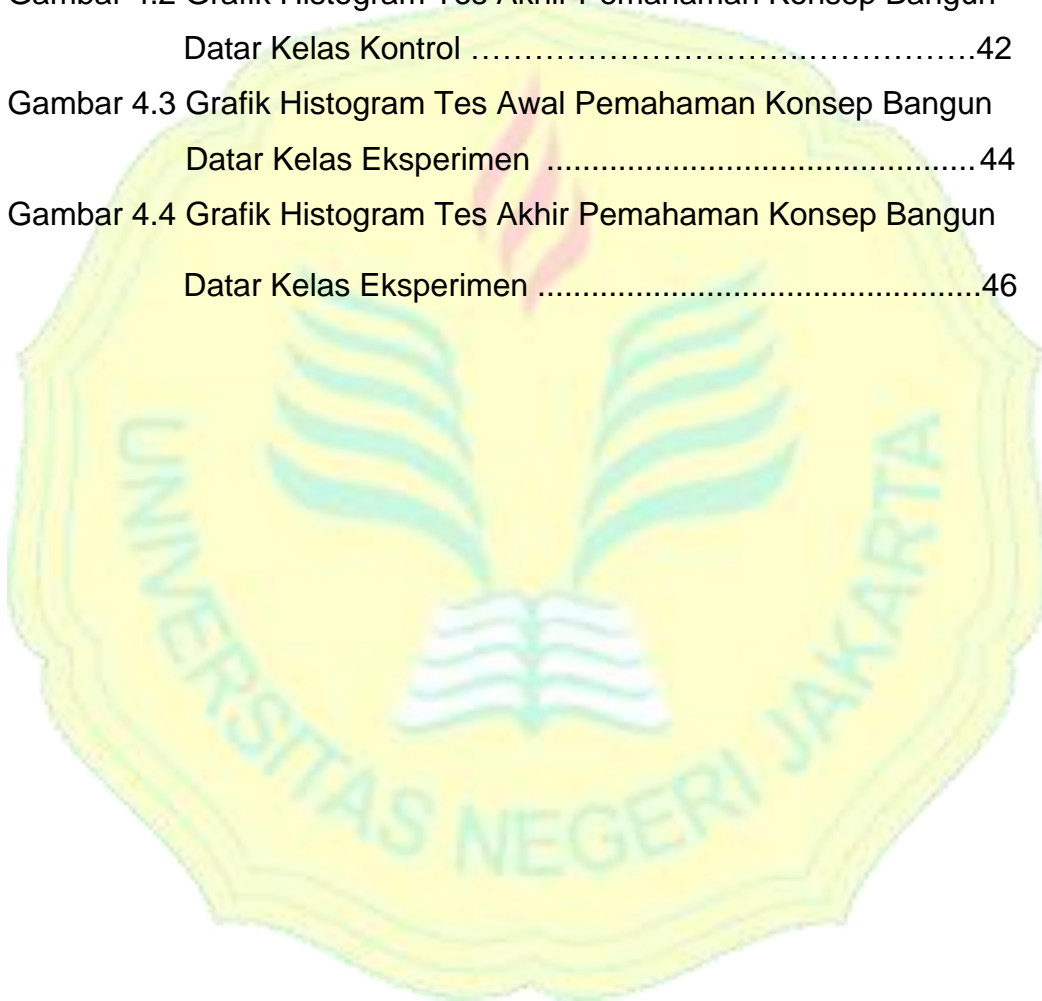 Gambar 4.2 Grafik Histogram Tes Akhir Pemahaman Konsep Bangun
Datar Kelas Kontrol ……………………………………………42
Gambar 4.3 Grafik Histogram Tes Awal Pemahaman Konsep Bangun
Datar Kelas Eksperimen ................................................ 44
Gambar 4.4 Grafik Histogram Tes Akhir Pemahaman Konsep Bangun
Datar Kelas Eksperimen ..................................................46
UNIVERSITAS NEGERI JAKARTA